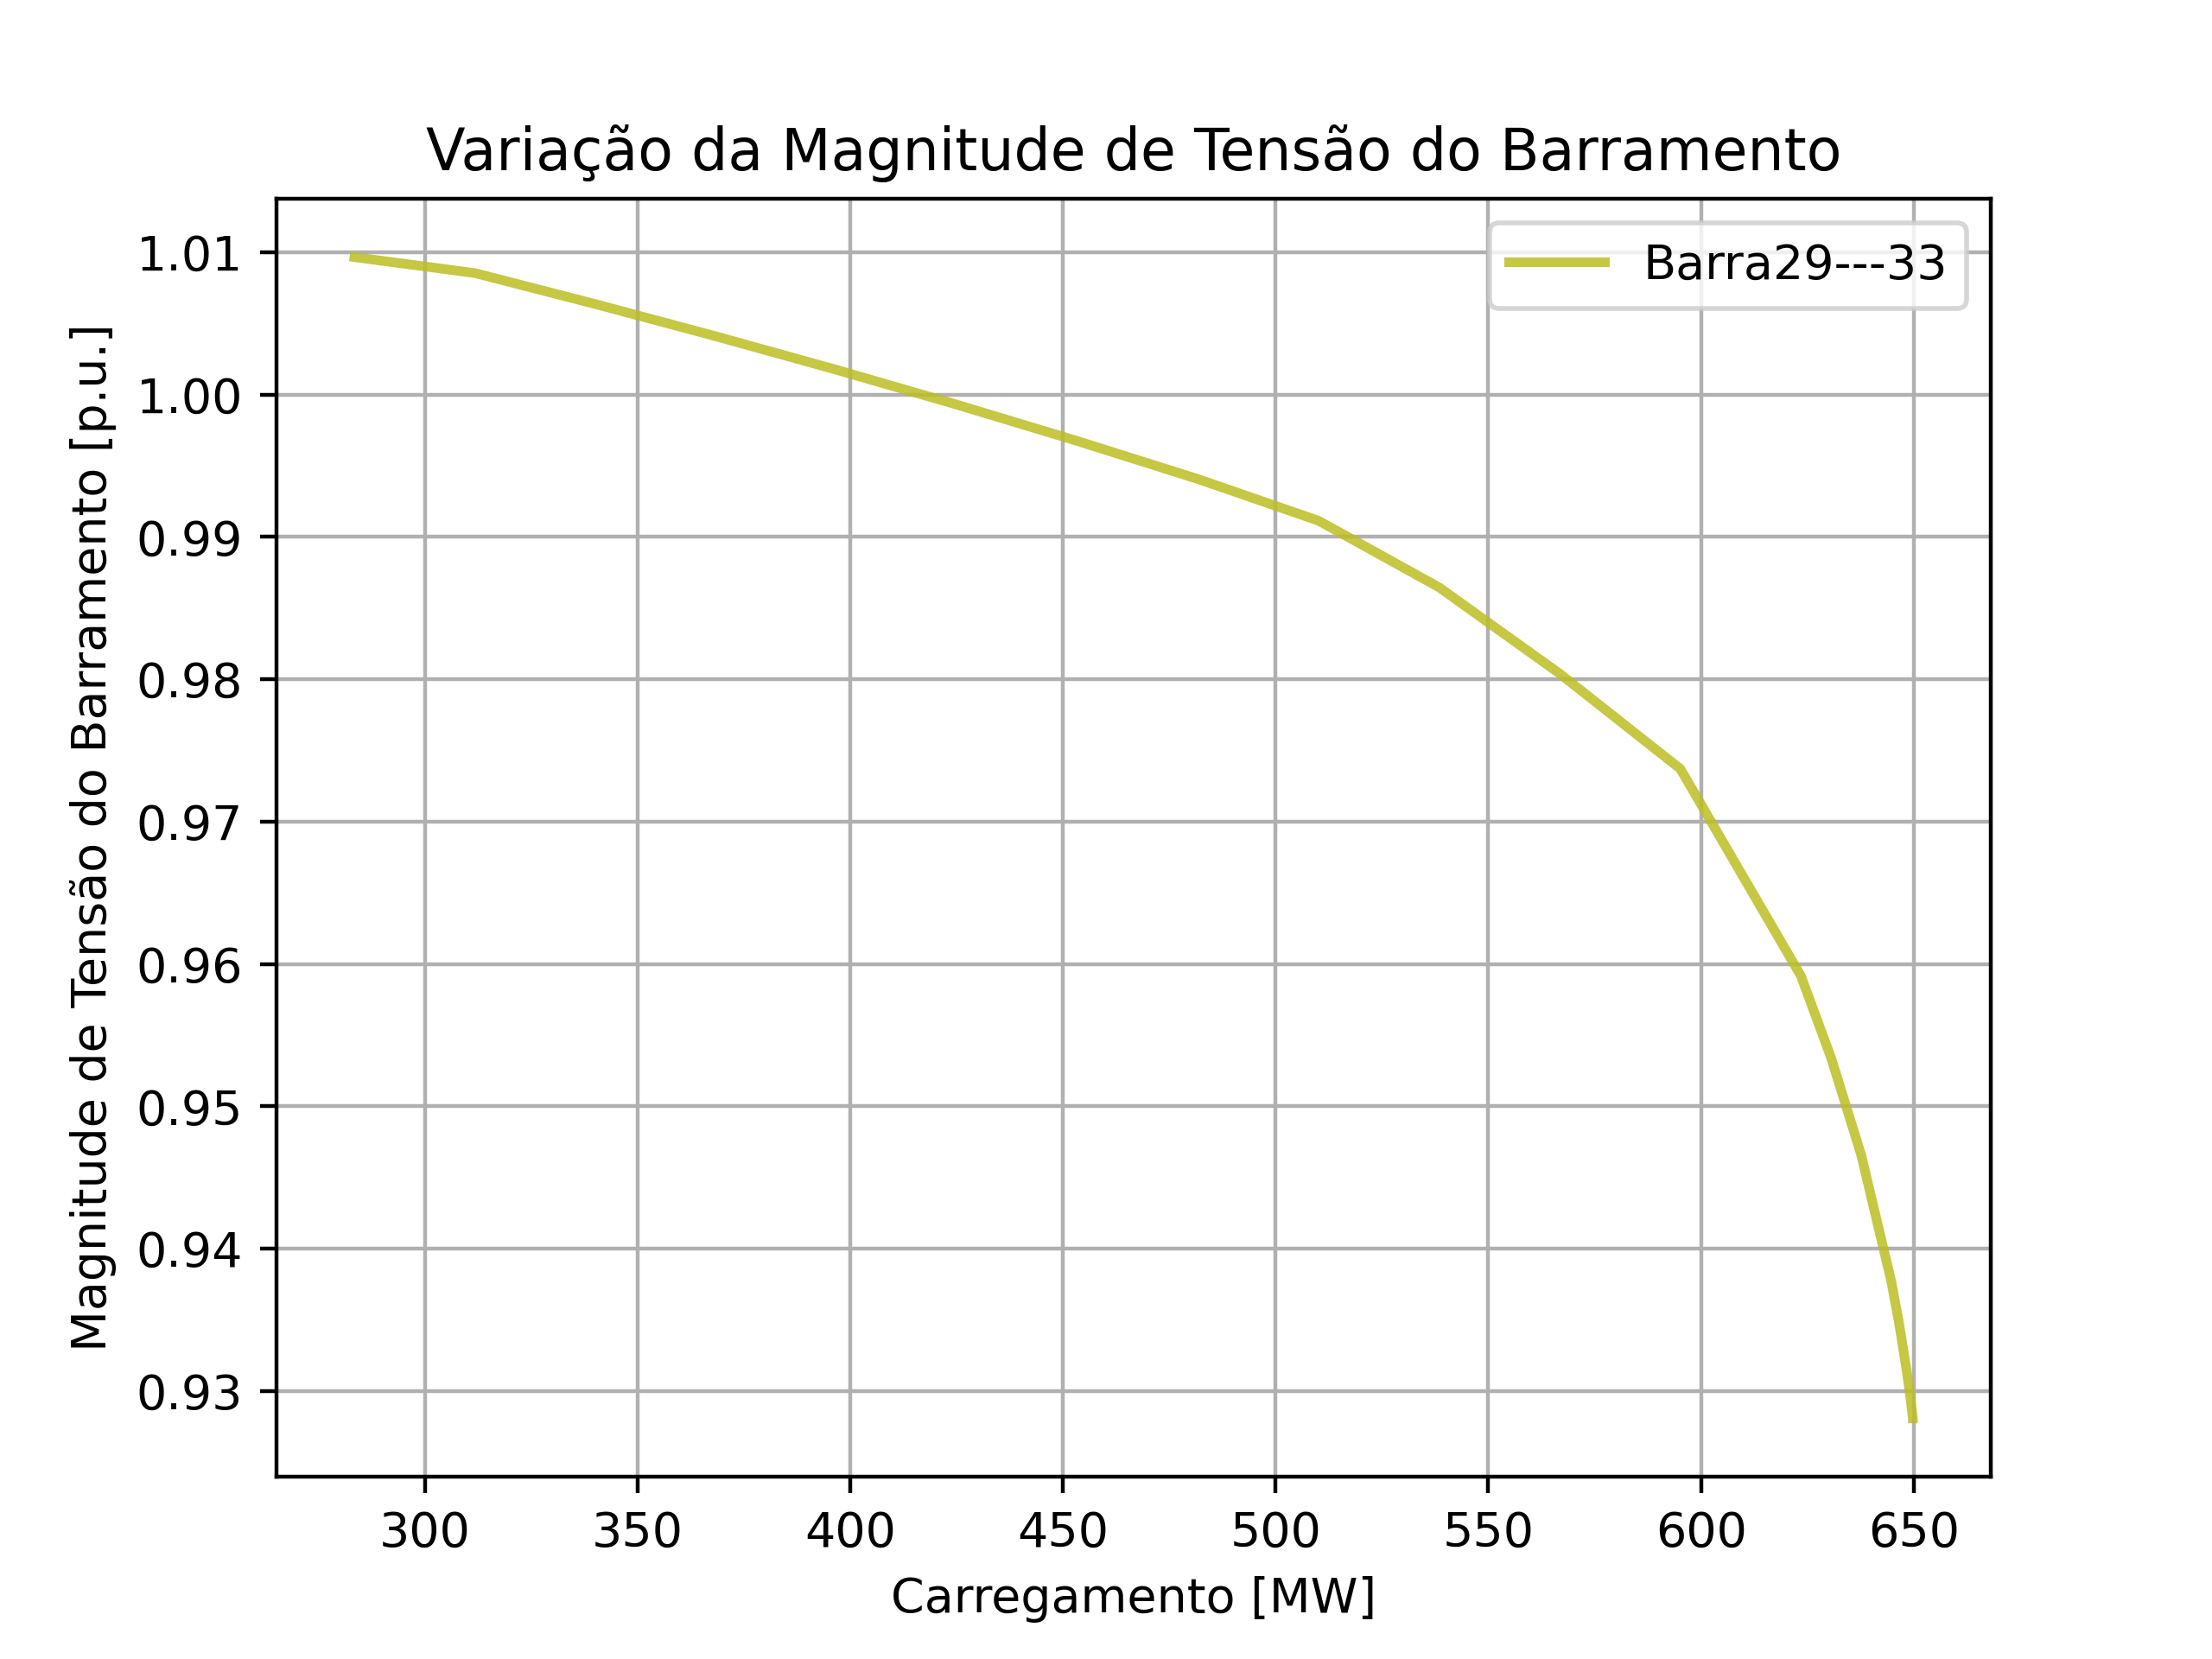 Variação da Magnitude de Tensão do Barramento
Barra29---33
Magnitude de Tensão do Barramento [p.u.]
1.01
1.00
0.99
0.98
0.97
0.96
0.95
0.94
0.93
300 350 400 450 500 550 600 650
Carregamento [MW]